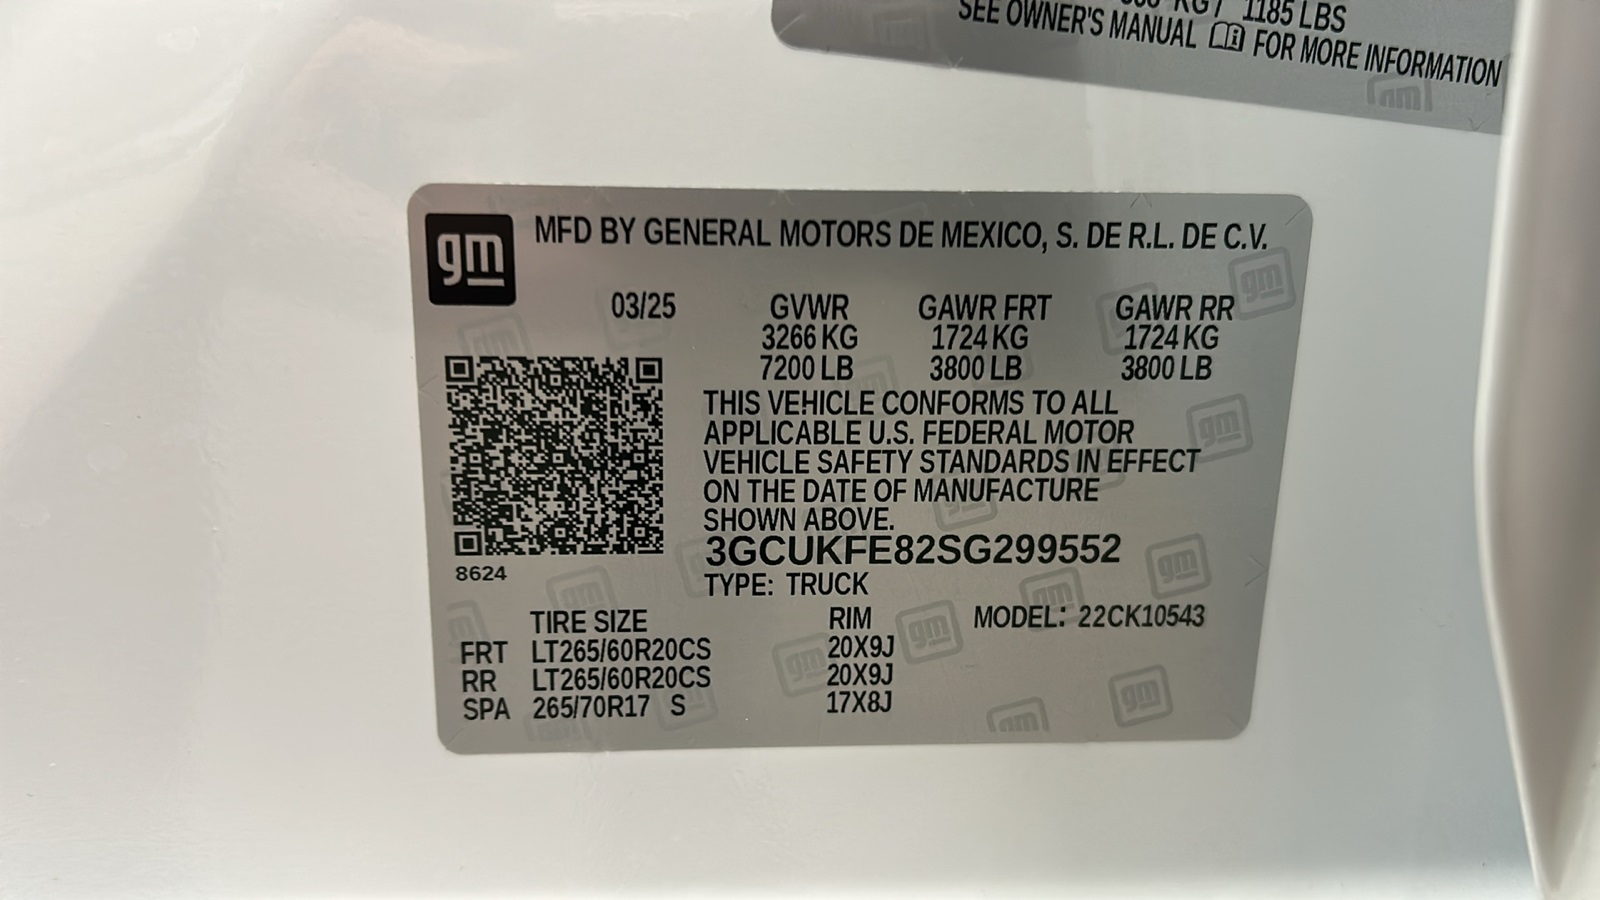 KG / 1185 LBS
SEE OWNER'S MANUAL FOR MORE INFORMATION
gm MFD BY GENERAL MOTORS DE MEXICO, S. DE R.L. DE C.V.
03/25 GVWR GAWR FRT GAWR RR
3266 KG 1724 KG 1724 KG
7200 LB 3800 LB 3800 LB
THIS VEHICLE CONFORMS TO ALL
APPLICABLE U.S. FEDERAL MOTOR
VEHICLE SAFETY STANDARDS IN EFFECT
ON THE DATE OF MANUFACTURE
SHOWN ABOVE.
3GCUKFE82SG299552
8624
TYPE: TRUCK
TIRE SIZE RIM MODEL: 22CK10543
FRT LT265/60R20CS 20X9J
RR LT265/60R20CS 20X9J
SPA 265/70R17 S 17X8J